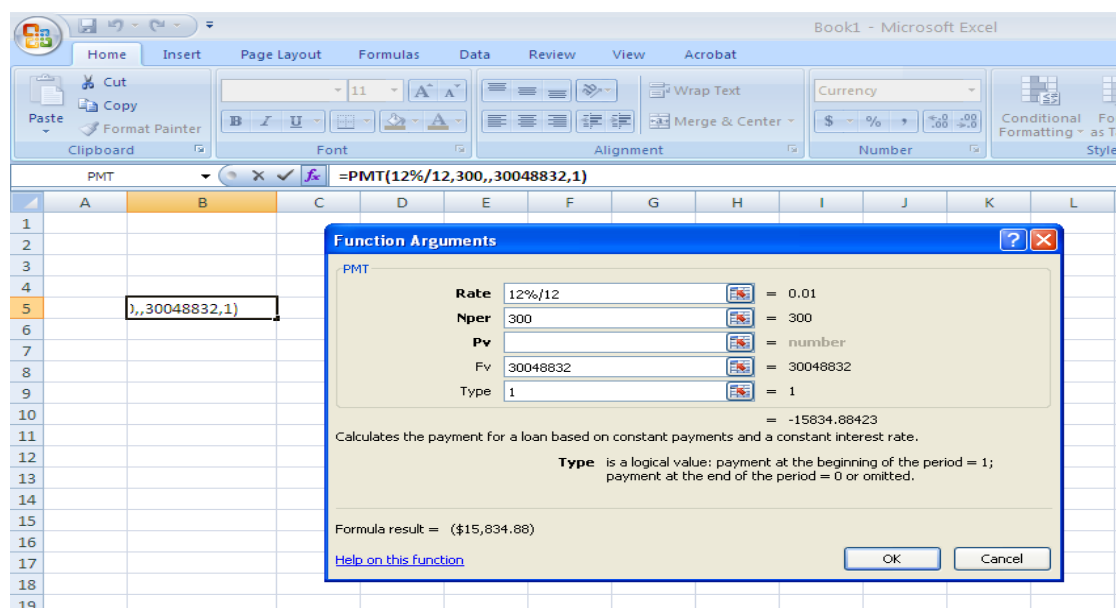 Book1 - Microsoft Excel
Home Insert Page Layout Formulas Data Review View Acrobat
Cut
Copy
Format Painter
Paste
11 A A
Wrap Text
Merge & Center
Currency
B I U
A
$ % ,
Conditional Fo
Formatting as T
Clipboard Font Alignment Number Style
PMT fx =PMT(12%/12,300,,30048832,1)
A B C D E F G H I J K L
1
2
3
4
5 ),,30048832,1)
6
7
8
9
10
11
12
13
14
15
16
17
18
19
Function Arguments
PMT
Rate 12%/12 = 0.01
Nper 300 = 300
Pv = number
Fv 30048832 = 30048832
Type 1 = 1
= -15834.88423
Calculates the payment for a loan based on constant payments and a constant interest rate.
Type is a logical value: payment at the beginning of the period = 1;
payment at the end of the period = 0 or omitted.
Formula result = ($15,834.88)
Help on this function
OK Cancel